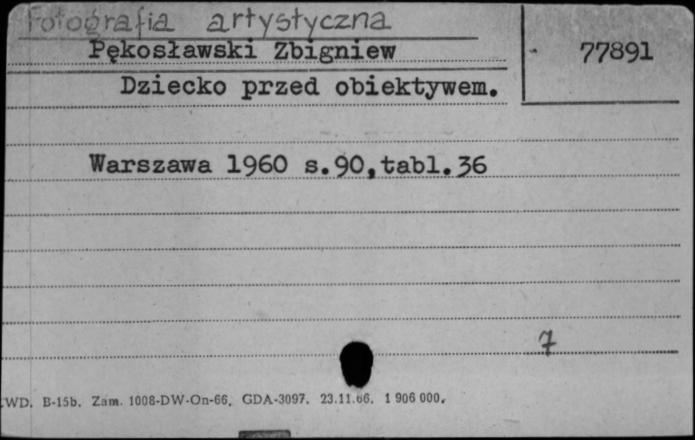 Fotografia artystyczna
Pękosławski Zbigniew - 77891
Dziecko przed obiektywem.
Warszawa 1960 s.90,tabl.36
7
WD. B-15b. Zam. 1008-DW-On-66. GDA-3097. 23.11.66. 1 906 000.